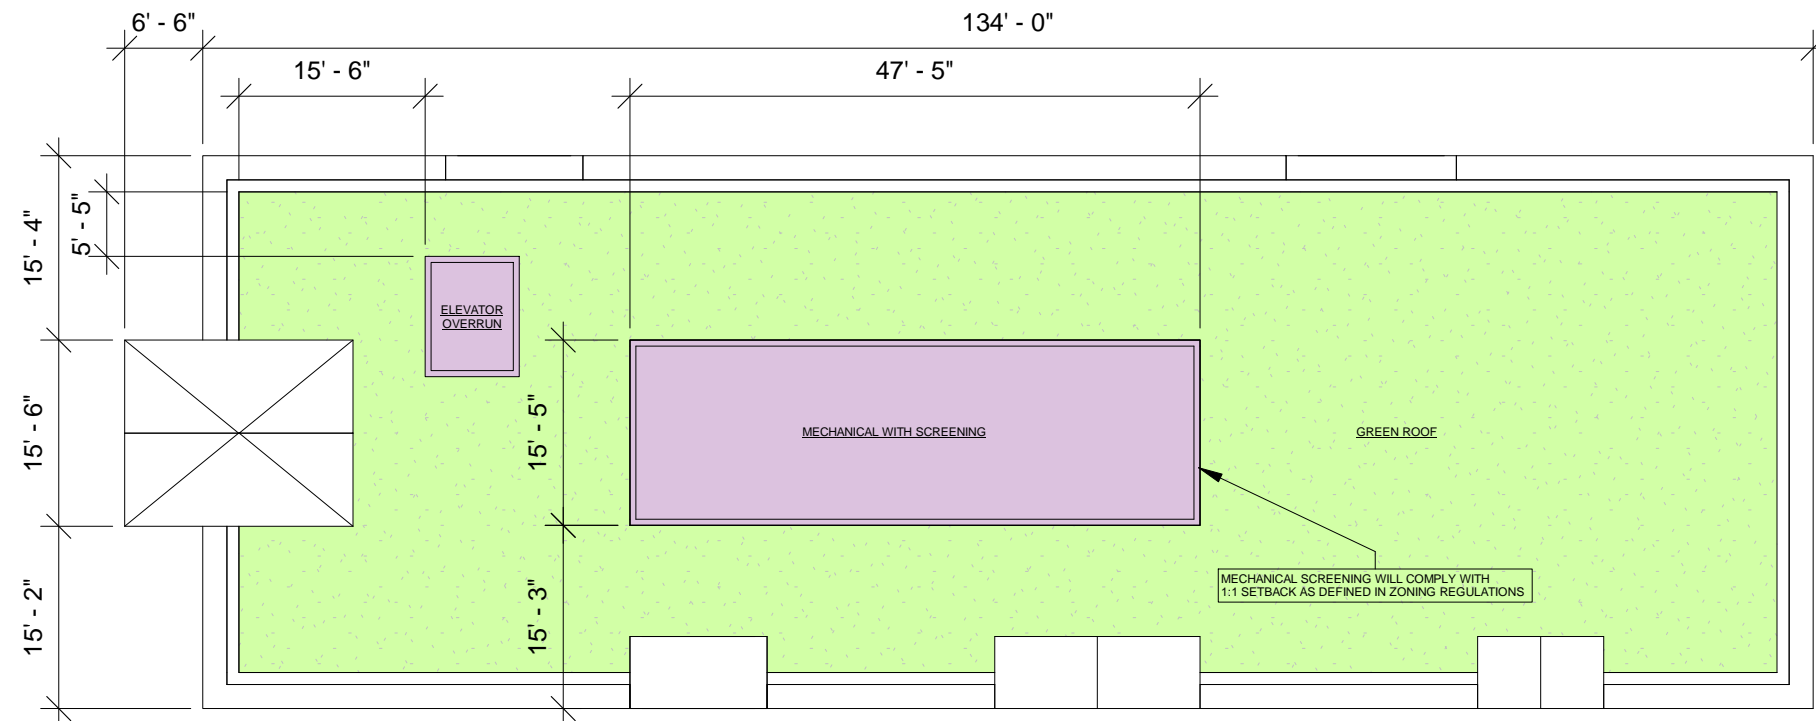 6' - 6"
134' - 0"
15' - 6"
47' - 5"
15' - 4"
5' - 5"
ELEVATOR
OVERRUN
15' - 6"
15' - 5"
MECHANICAL WITH SCREENING
GREEN ROOF
15' - 2"
15' - 3"
MECHANICAL SCREENING WILL COMPLY WITH
1:1 SETBACK AS DEFINED IN ZONING REGULATIONS